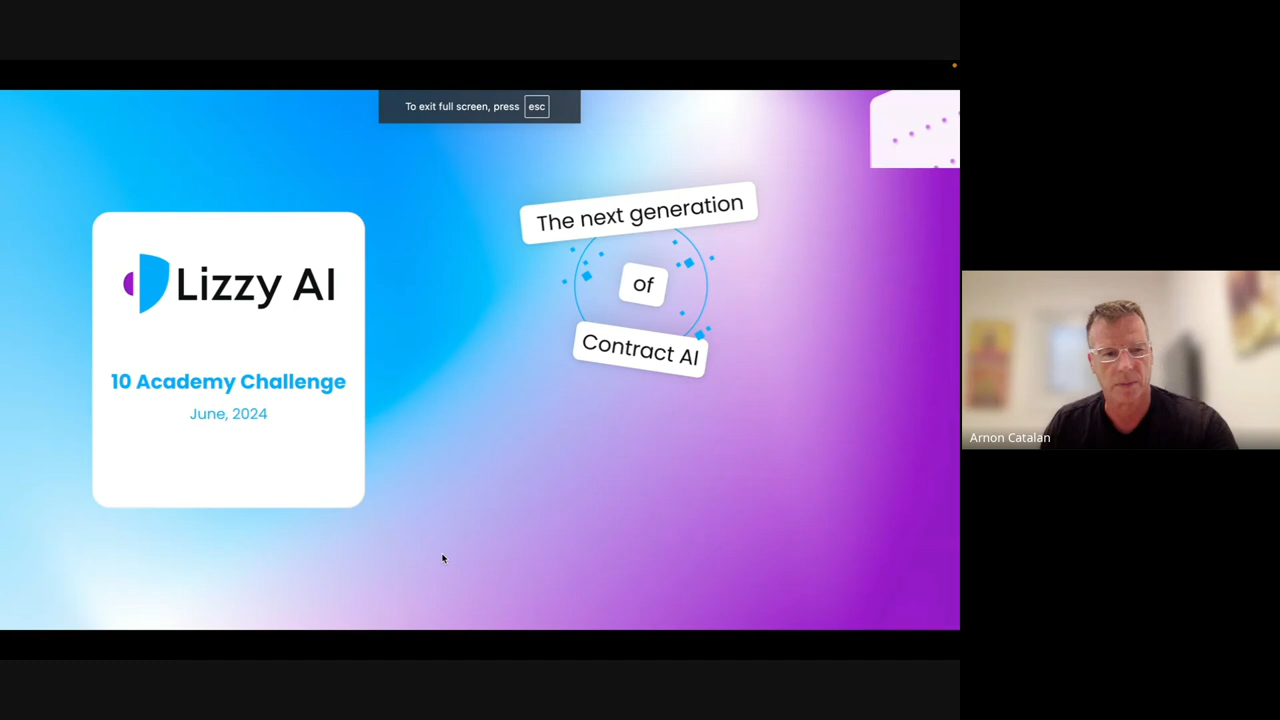 To exit full screen, press esc
The next generation
of
Contract AI
Lizzy AI
10 Academy Challenge
June, 2024
Arnon Catalan